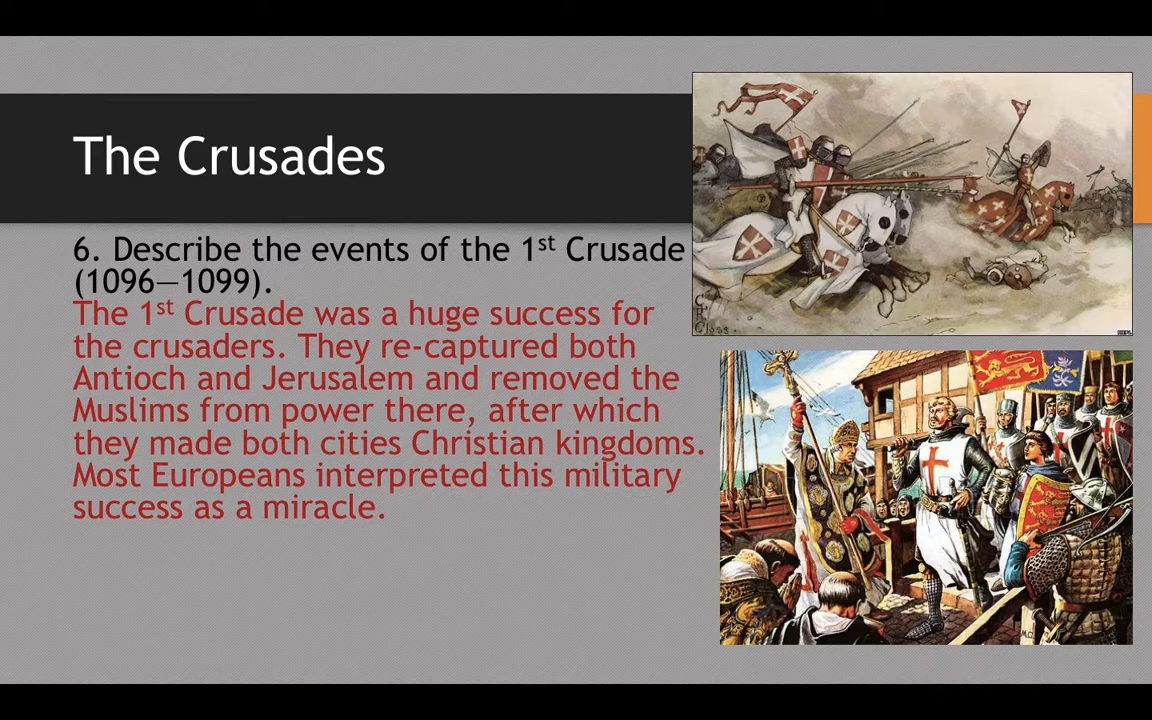 The Crusades
6. Describe the events of the 1st Crusade
(1096—1099).
The 1st Crusade was a huge success for
the crusaders. They re-captured both
Antioch and Jerusalem and removed the
Muslims from power there, after which
they made both cities Christian kingdoms.
Most Europeans interpreted this military
success as a miracle.